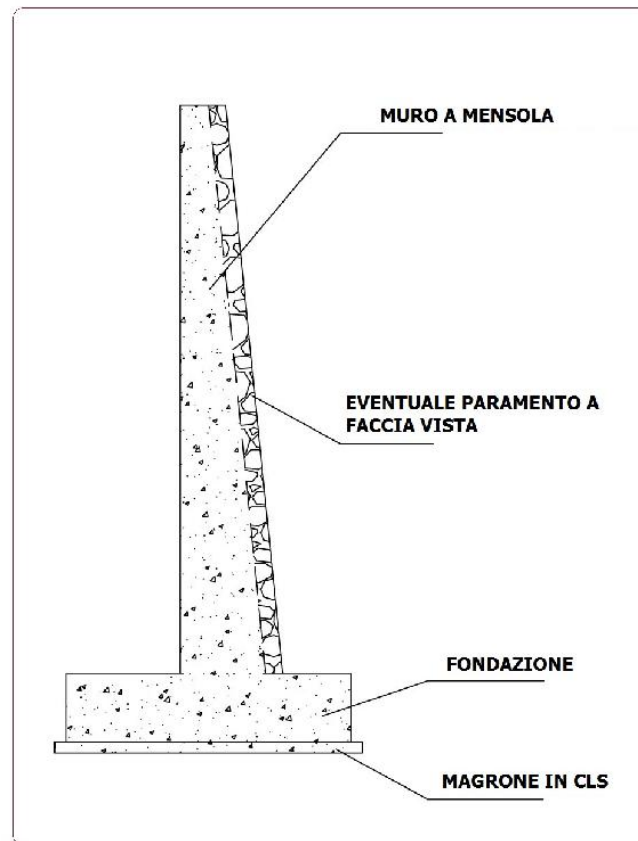 MURO A MENSOLA
EVENTUALE PARAMENTO A
FACCIA VISTA
FONDAZIONE
MAGRONE IN CLS